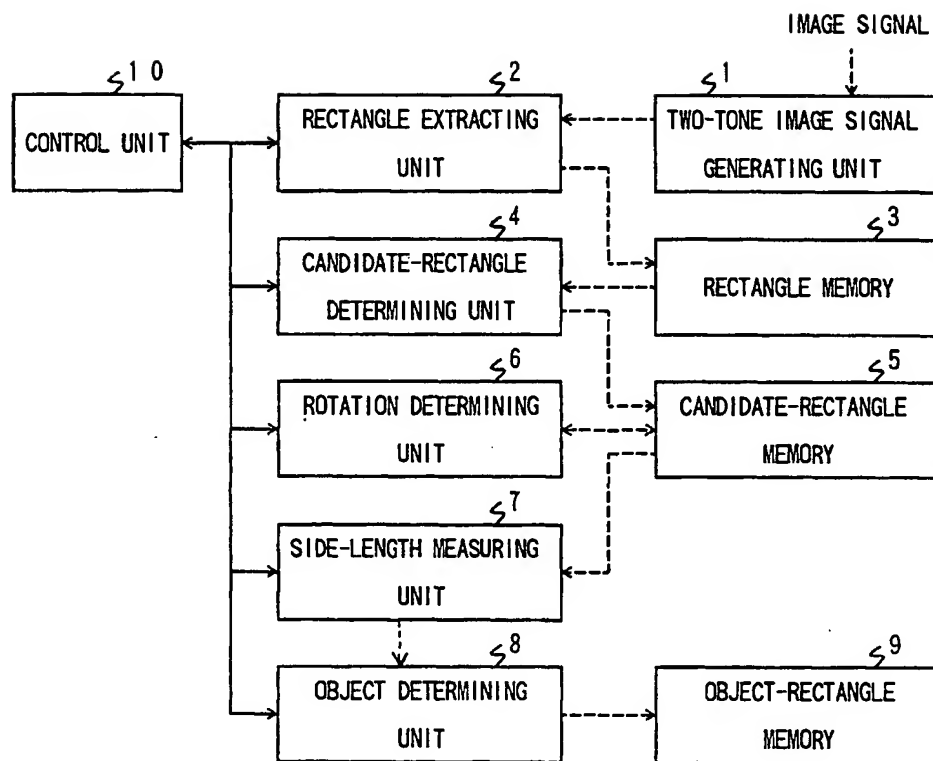 IMAGE SIGNAL
10
CONTROL UNIT
2
RECTANGLE EXTRACTING
UNIT
1
TWO-TONE IMAGE SIGNAL
GENERATING UNIT
4
CANDIDATE-RECTANGLE
DETERMINING UNIT
3
RECTANGLE MEMORY
6
ROTATION DETERMINING
UNIT
5
CANDIDATE-RECTANGLE
MEMORY
7
SIDE-LENGTH MEASURING
UNIT
8
OBJECT DETERMINING
UNIT
9
OBJECT-RECTANGLE
MEMORY